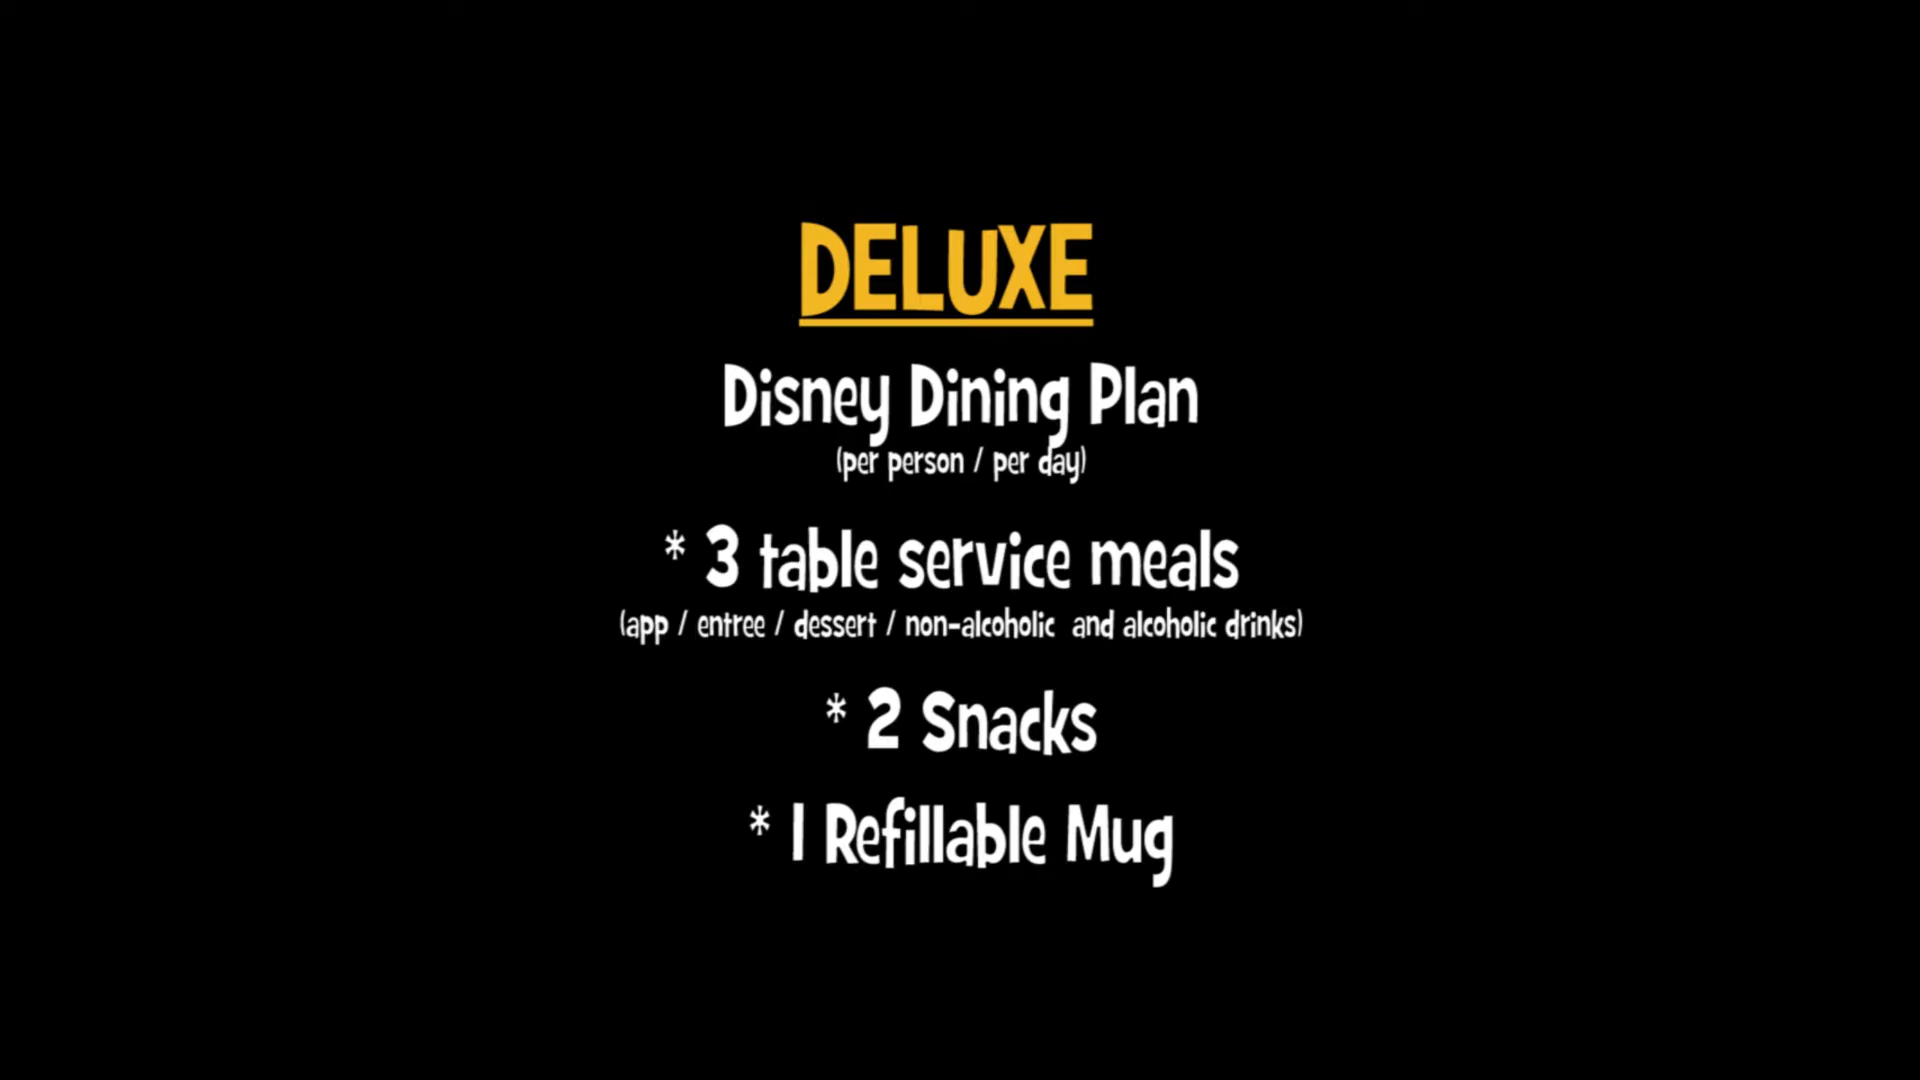 DELUXE
Disney Dining Plan
(per person / per day)
* 3 table service meals
(app / entree / dessert / non-alcoholic and alcoholic drinks)
* 2 Snacks
* 1 Refillable Mug